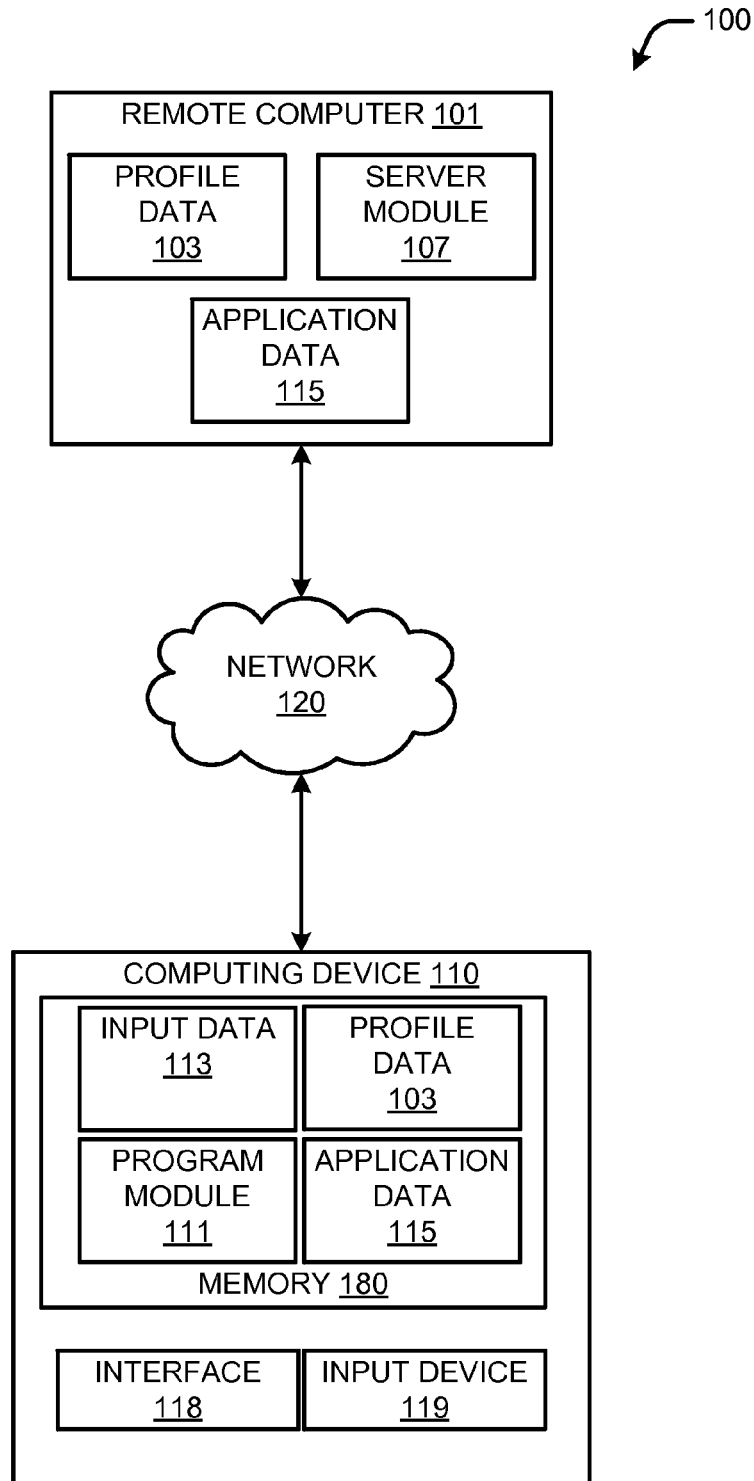 100
REMOTE COMPUTER 101
PROFILE
DATA
103
SERVER
MODULE
107
APPLICATION
DATA
115
NETWORK
120
COMPUTING DEVICE 110
INPUT DATA
113
PROFILE
DATA
103
PROGRAM
MODULE
111
APPLICATION
DATA
115
MEMORY 180
INTERFACE
118
INPUT DEVICE
119